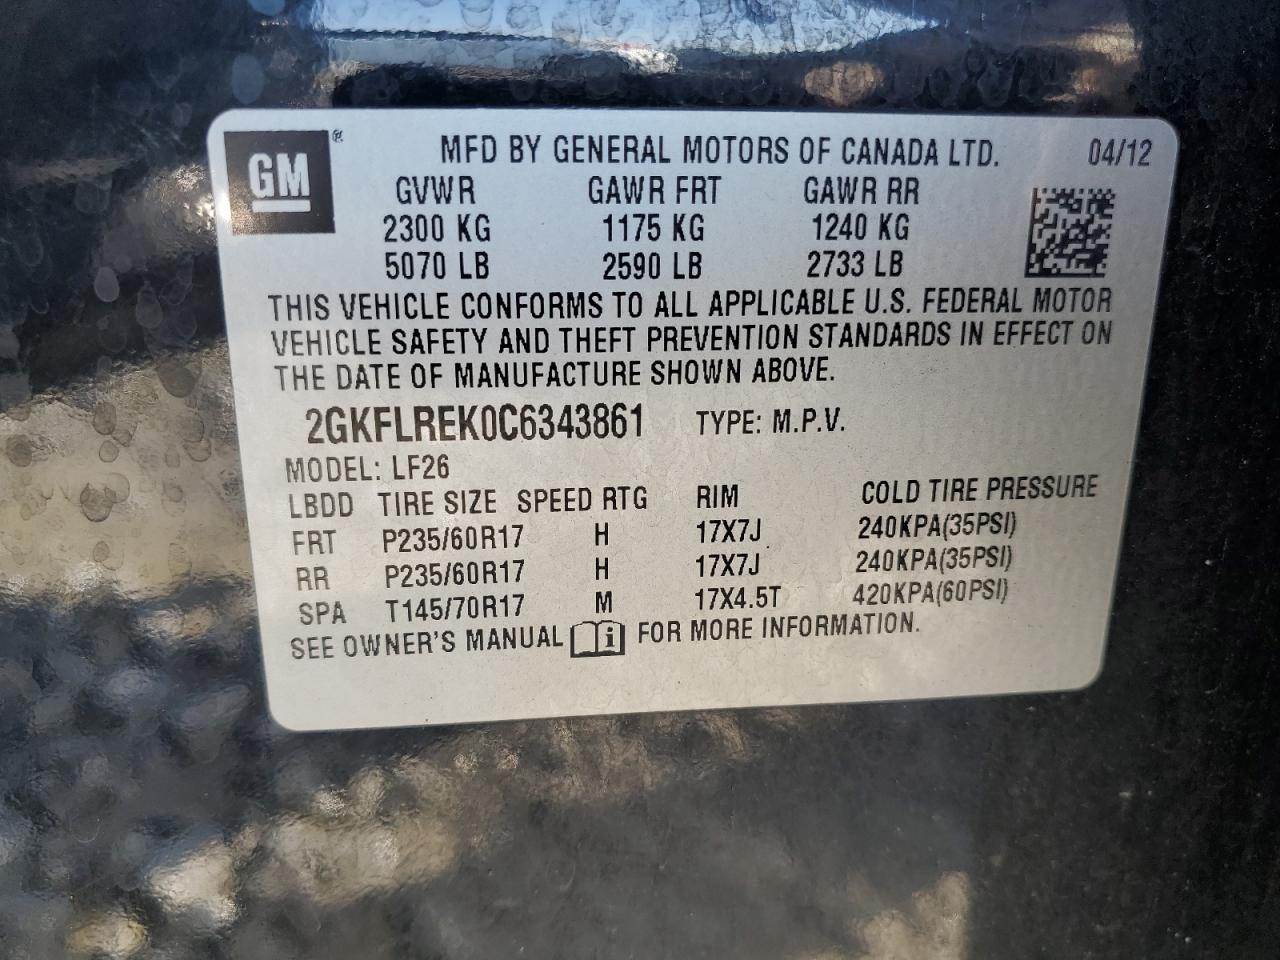 GM®
MFD BY GENERAL MOTORS OF CANADA LTD. 04/12
GVWR GAWR FRT GAWR RR
2300 KG 1175 KG 1240 KG
5070 LB 2590 LB 2733 LB
THIS VEHICLE CONFORMS TO ALL APPLICABLE U.S. FEDERAL MOTOR
VEHICLE SAFETY AND THEFT PREVENTION STANDARDS IN EFFECT ON
THE DATE OF MANUFACTURE SHOWN ABOVE.
2GKFLREK0C6343861 TYPE: M.P.V.
MODEL: LF26
LBDD TIRE SIZE SPEED RTG RIM COLD TIRE PRESSURE
FRT P235/60R17 H 17X7J 240KPA(35PSI)
RR P235/60R17 H 17X7J 240KPA(35PSI)
SPA T145/70R17 M 17X4.5T 420KPA(60PSI)
SEE OWNER'S MANUAL i FOR MORE INFORMATION.